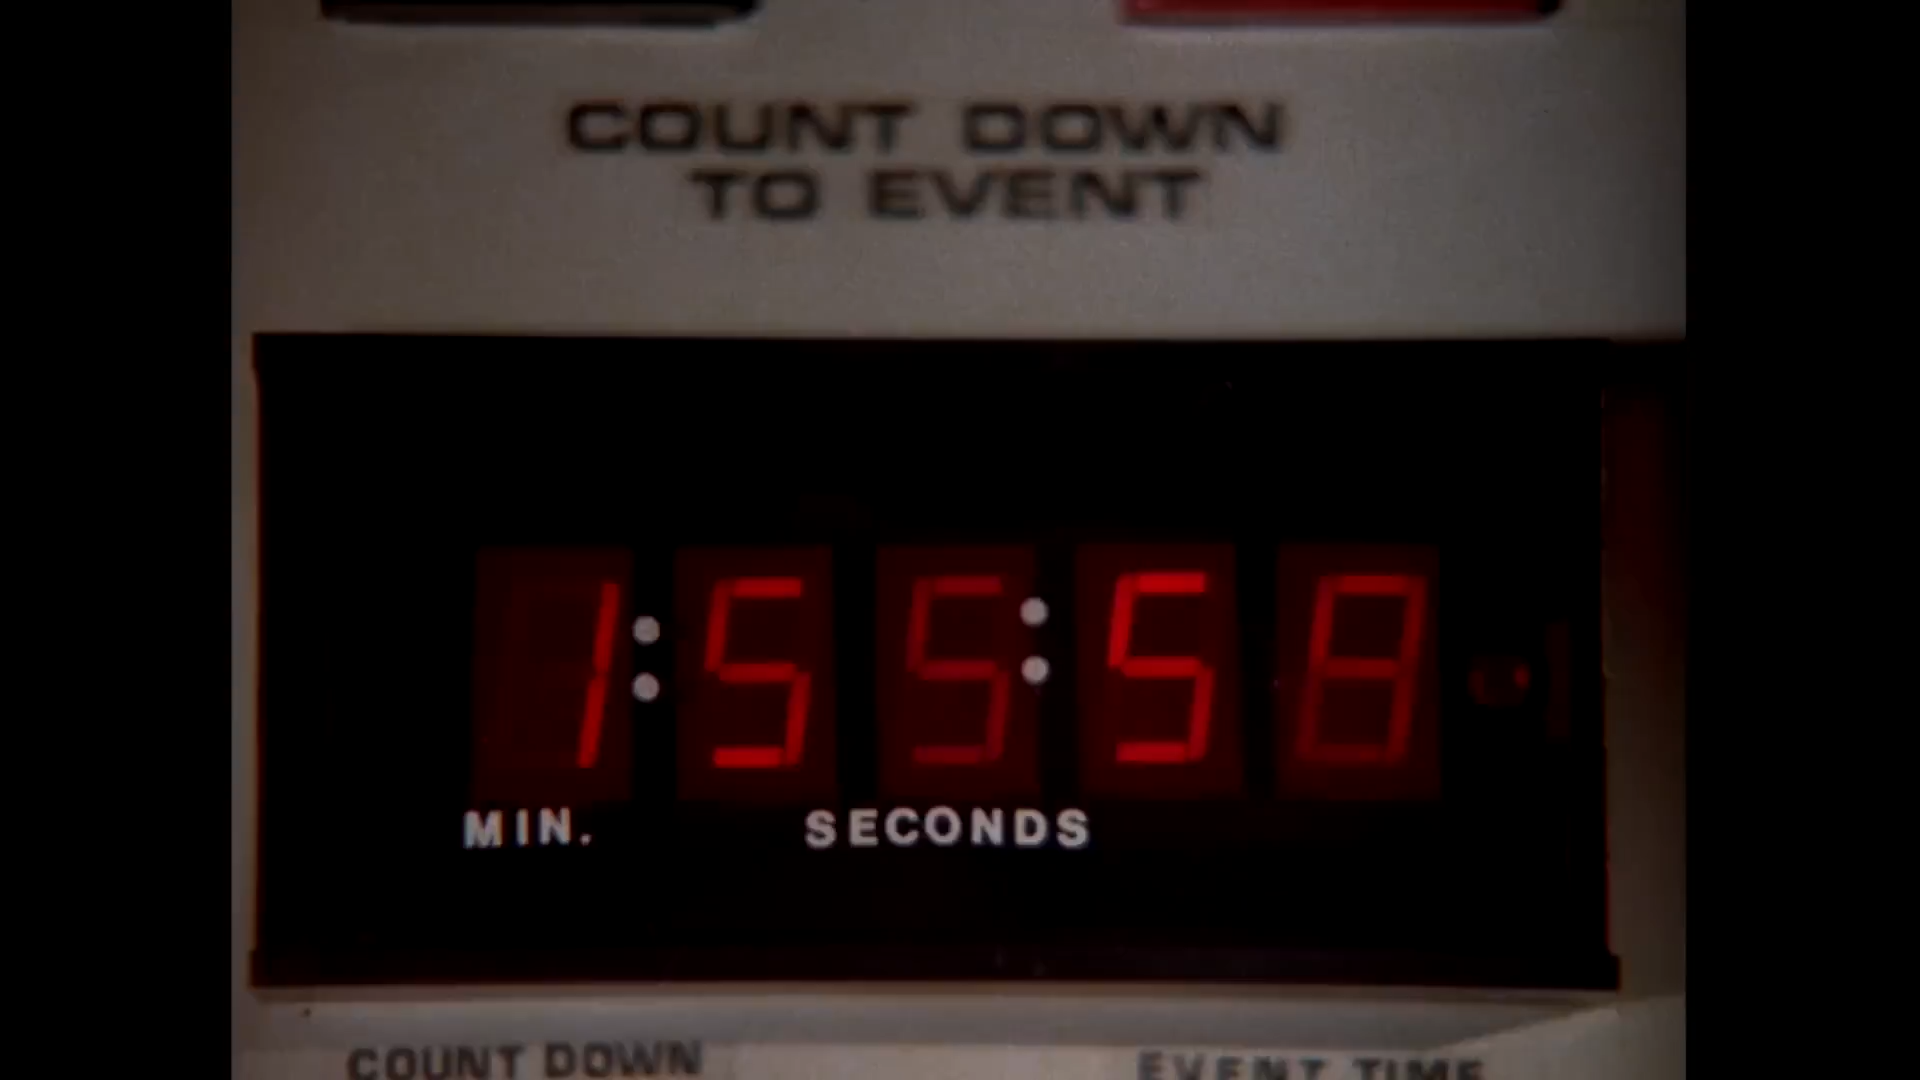 COUNT DOWN
TO EVENT
1:55:58
MIN. SECONDS
COUNT DOWN EVENT TIME